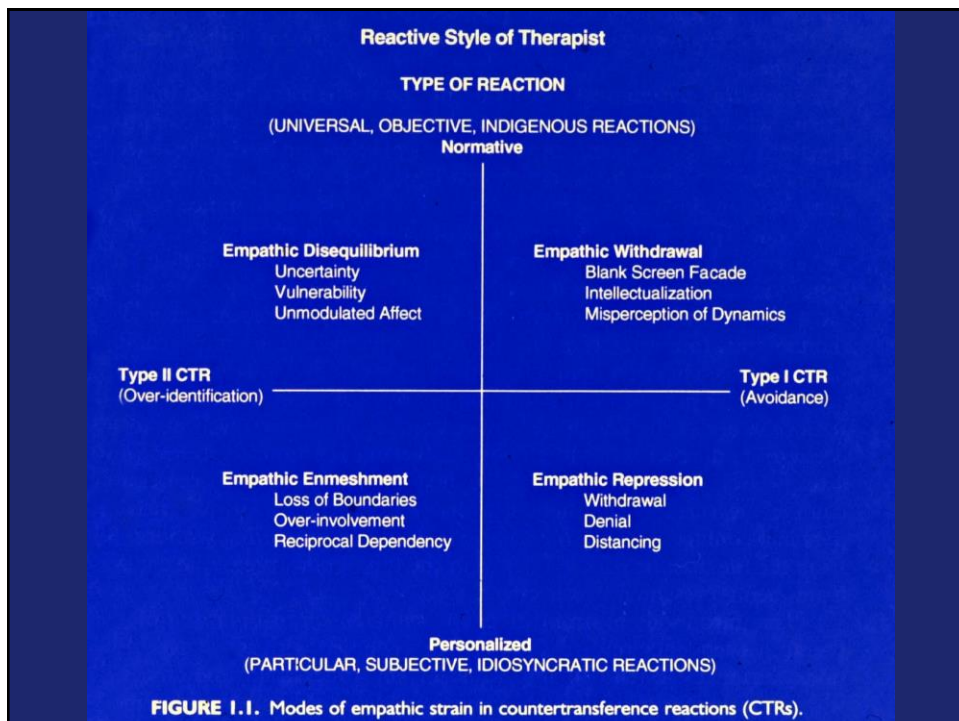 Reactive Style of Therapist
TYPE OF REACTION
(UNIVERSAL, OBJECTIVE, INDIGENOUS REACTIONS)
Normative
Empathic Disequilibrium
Uncertainty
Vulnerability
Unmodulated Affect
Empathic Withdrawal
Blank Screen Facade
Intellectualization
Misperception of Dynamics
Type II CTR
(Over-identification)
Type I CTR
(Avoidance)
Empathic Enmeshment
Loss of Boundaries
Over-involvement
Reciprocal Dependency
Empathic Repression
Withdrawal
Denial
Distancing
Personalized
(PARTICULAR, SUBJECTIVE, IDIOSYNCRATIC REACTIONS)
FIGURE 1.1. Modes of empathic strain in countertransference reactions (CTRs).